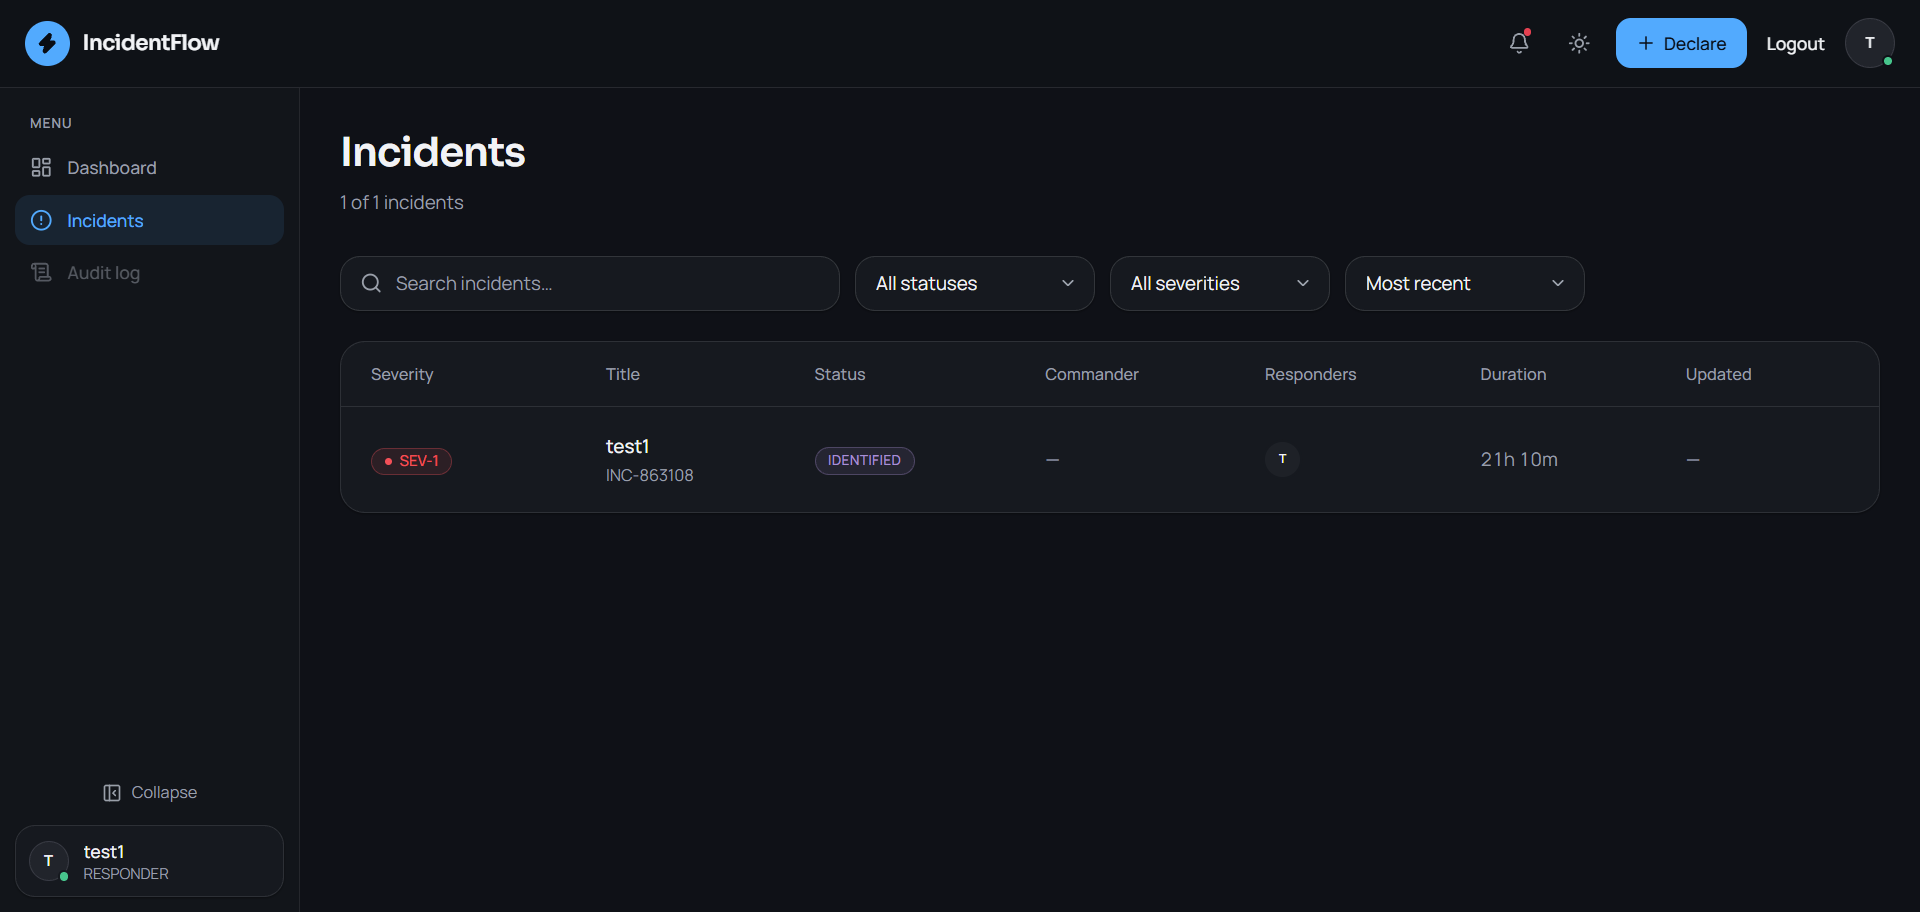 IncidentFlow
Declare
Logout
T
MENU
Dashboard
Incidents
Audit log
Incidents
1 of 1 incidents
Search incidents...
All statuses
All severities
Most recent
Severity Title Status Commander Responders Duration Updated
SEV-1 test1 IDENTIFIED — T 21h 10m —
INC-863108
Collapse
T
test1
RESPONDER